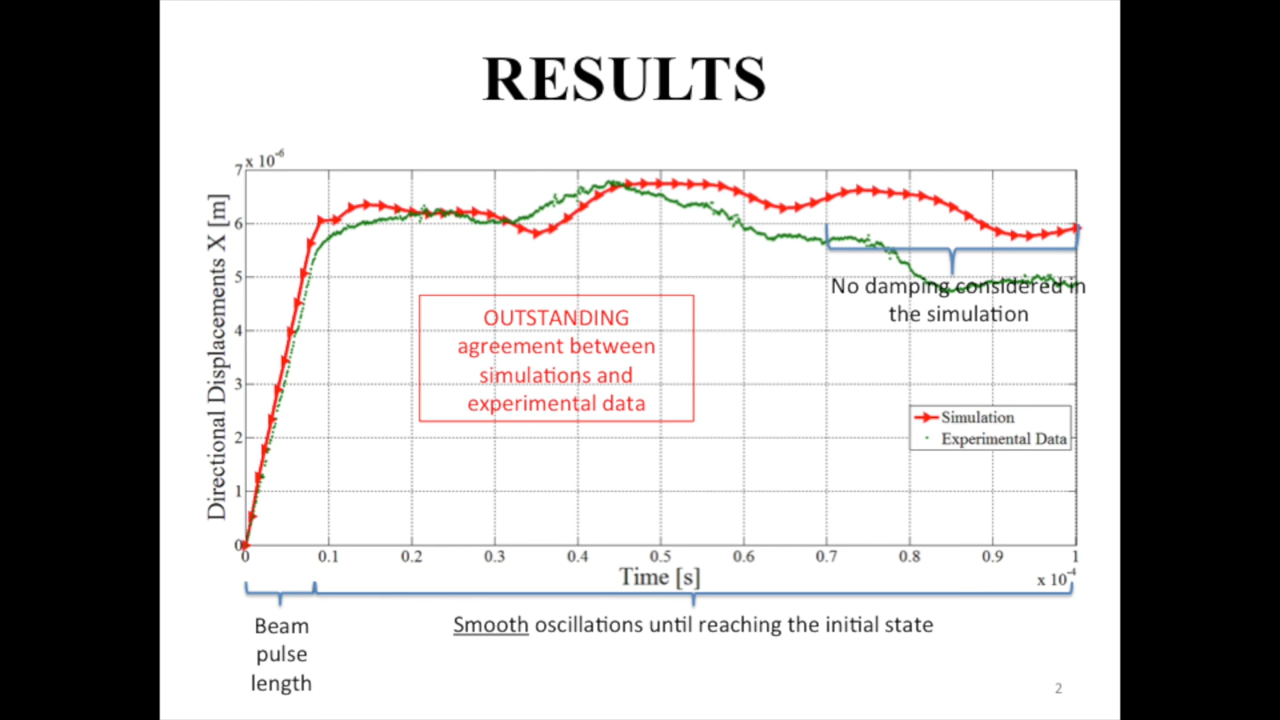 RESULTS
7 x 10⁻⁶
6
5
4
3
2
1
0
Directional Displacements X [m]
OUTSTANDING
agreement between
simulations and
experimental data
No damping considered in
the simulation
Simulation
Experimental Data
0 0.1 0.2 0.3 0.4 0.5 0.6 0.7 0.8 0.9 1
Time [s]
x 10⁻⁴
Beam
pulse
length
Smooth oscillations until reaching the initial state
2